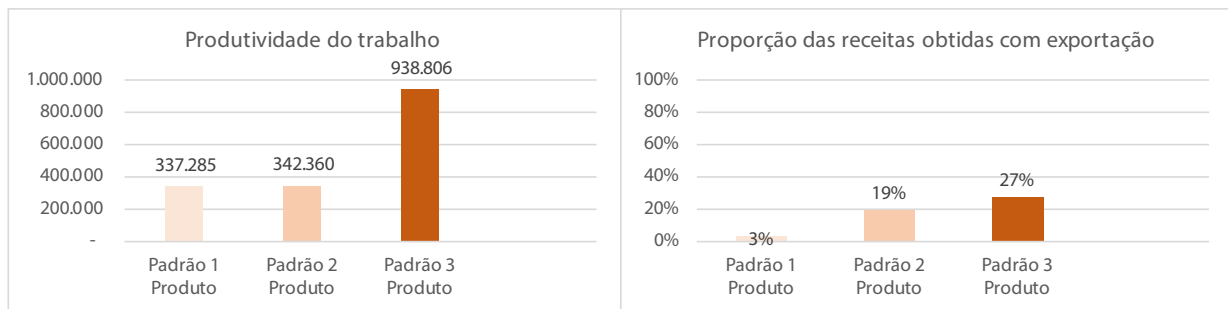 Produtividade do trabalho
938.806
1.000.000
800.000
600.000
337.285
342.360
400.000
200.000
-
Padrão 1
Produto
Padrão 2
Produto
Padrão 3
Produto
Proporção das receitas obtidas com exportação
100%
80%
60%
40%
27%
19%
20%
3%
0%
Padrão 1
Produto
Padrão 2
Produto
Padrão 3
Produto